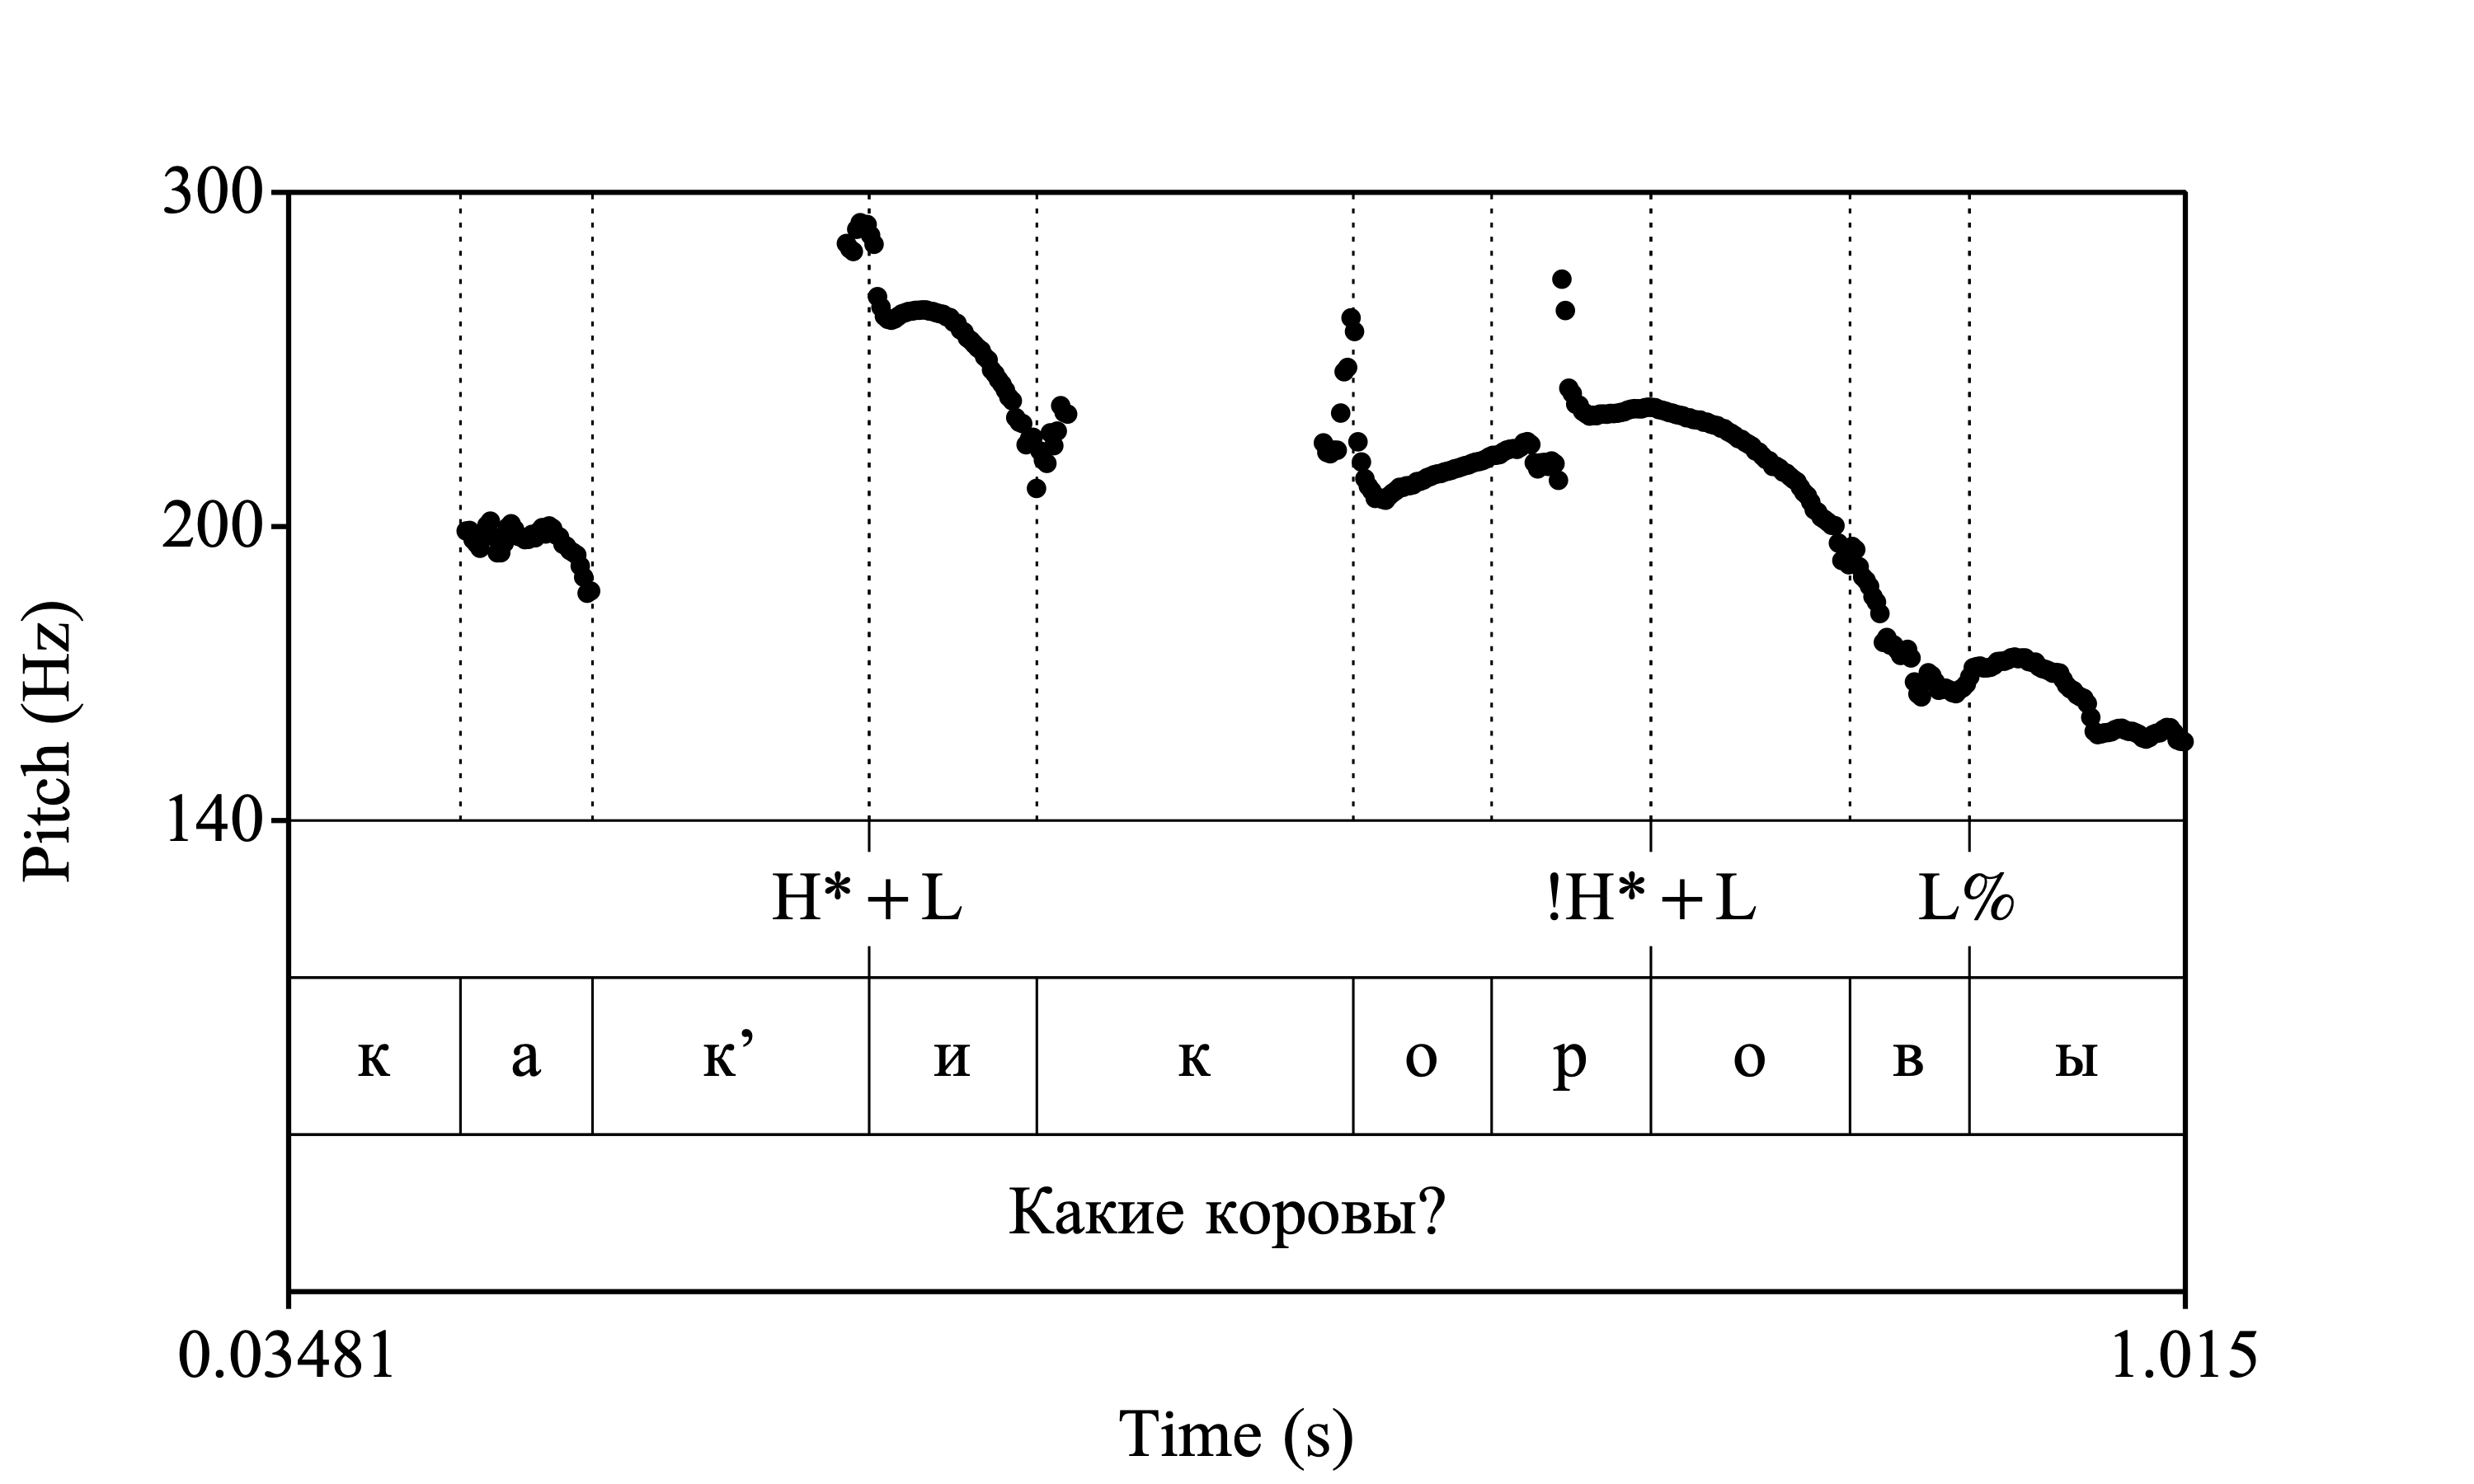 300
200
140
Pitch (Hz)
H*+L !H*+L L%
к а к’ и к о р о в ы
Какие коровы?
0.03481 1.015
Time (s)